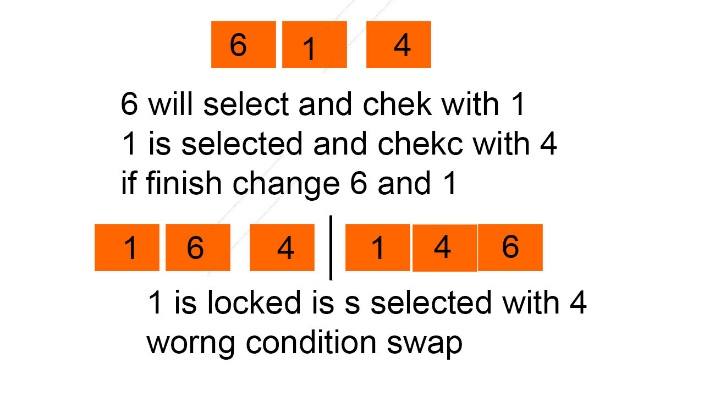 6 1 4
6 will select and chek with 1
1 is selected and chekc with 4
if finish change 6 and 1
1 6 4 | 1 4 6
1 is locked is s selected with 4
worng condition swap